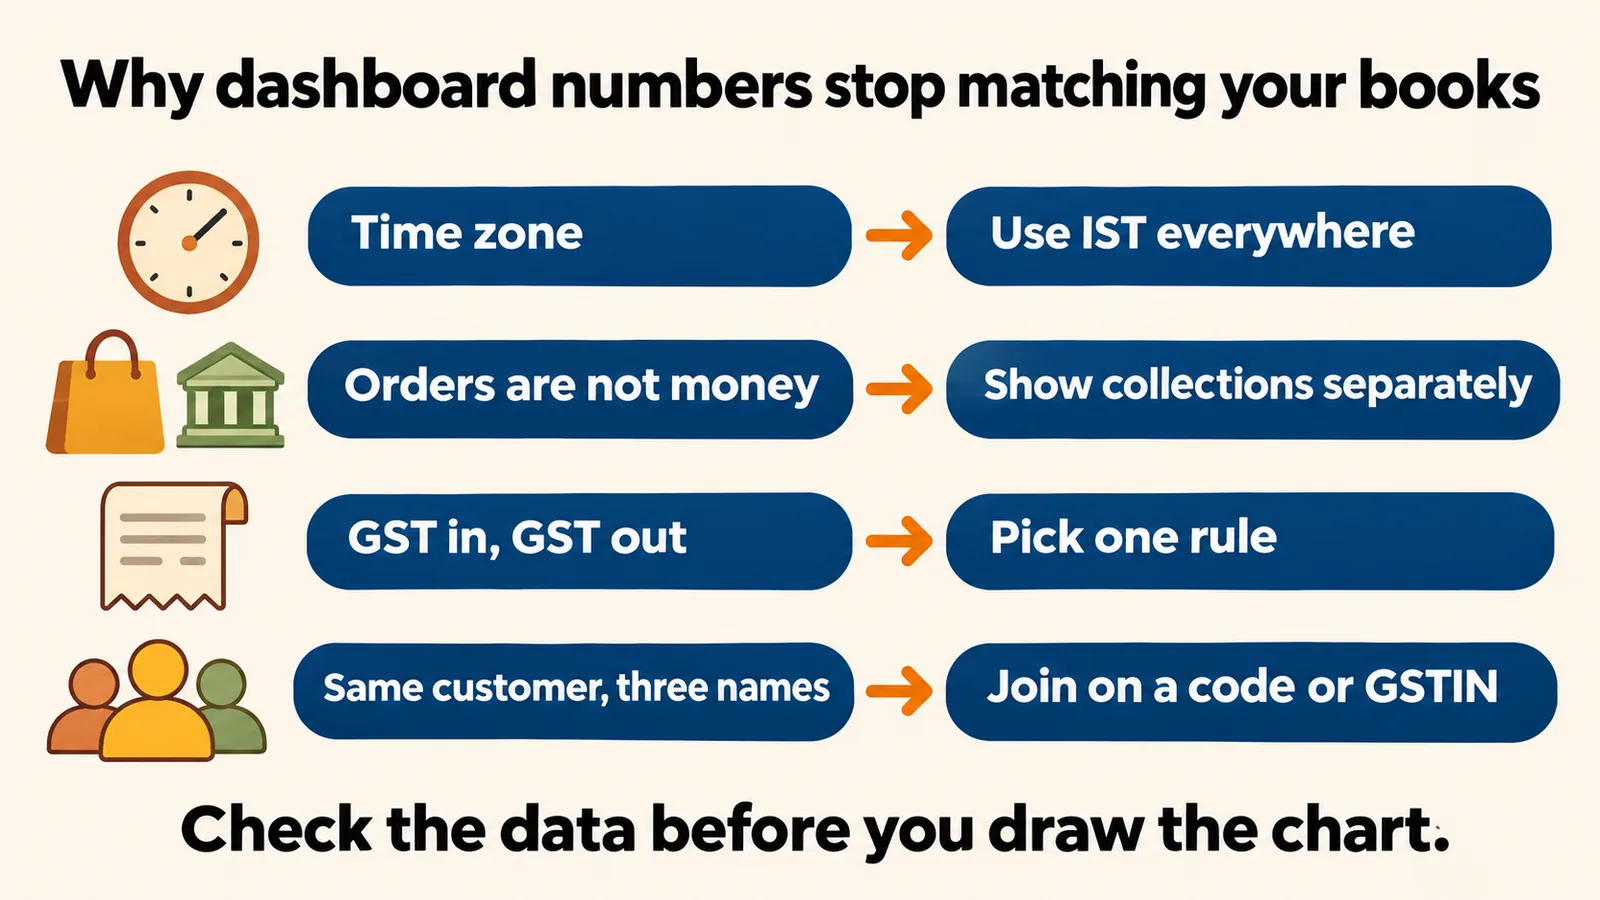 Why dashboard numbers stop matching your books
Time zone
Use IST everywhere
Orders are not money
Show collections separately
GST in, GST out
Pick one rule
Same customer, three names
Join on a code or GSTIN
Check the data before you draw the chart.